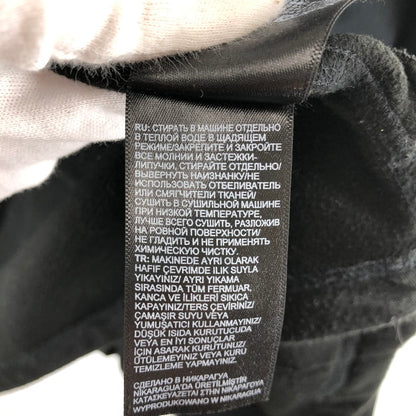 RU: СТИРАТЬ В МАШИНЕ ОТДЕЛЬНО
В ТЕПЛОЙ ВОДЕ В ЩАДЯЩЕМ
РЕЖИМЕ/ЗАКРЕПИТЕ И ЗАКРОЙТЕ
ВСЕ МОЛНИИ И ЗАСТЕЖКИ-
ЛИПУЧКИ, СТИРАЙТЕ ОТДЕЛЬНО/
ВЫВЕРНУТЬ НАИЗНАНКУ/НЕ
ИСПОЛЬЗОВАТЬ ОТБЕЛИВАТЕЛЬ
ИЛИ СМЯГЧИТЕЛИ ТКАНЕЙ/
СУШИТЬ В СУШИЛЬНОЙ МАШИНЕ
ПРИ НИЗКОЙ ТЕМПЕРАТУРЕ,
ЛУЧШЕ ВСЕГО СУШИТЬ, РАЗЛОЖИВ
НА РОВНОЙ ПОВЕРХНОСТИ/
НЕ ГЛАДИТЬ И НЕ ПРИМЕНЯТЬ
ХИМИЧЕСКУЮ ЧИСТКУ.
TR: MAKINEDE AYRI OLARAK
HAFIF ÇEVRIMDE ILIK SUYLA
YIKAYINIZ/ AYRI YIKAMA
SIRASINDA TÜM FERMUAR,
KANCA VE ILIKLERI SIKICA
KAPAYINIZ/TERS ÇEVIRINIZ/
ÇAMAŞIR SUYU VEYA
YUMUŞATICI KULLANMAYINIZ/
DÜŞÜK ISIDA KURUTUCUDA
VEYA EN IYI SONUÇLAR
IÇIN ASARAK KURUTUNUZ/
ÜTÜLEMEYINIZ VEYA KURU
TEMIZLEME YAPMAYINIZ.
СДЕЛАНО В НИКАРАГУА
NIKARAGUA'DA ÜRETILMIŞTIR
ΚΑΤΑΣΚΕΥΑΖΕΤΑΙ ΣΤΗ ΝΙΚΑΡΑΓΟΥΑ
WYPRODUKOWANO W NIKARAGUA